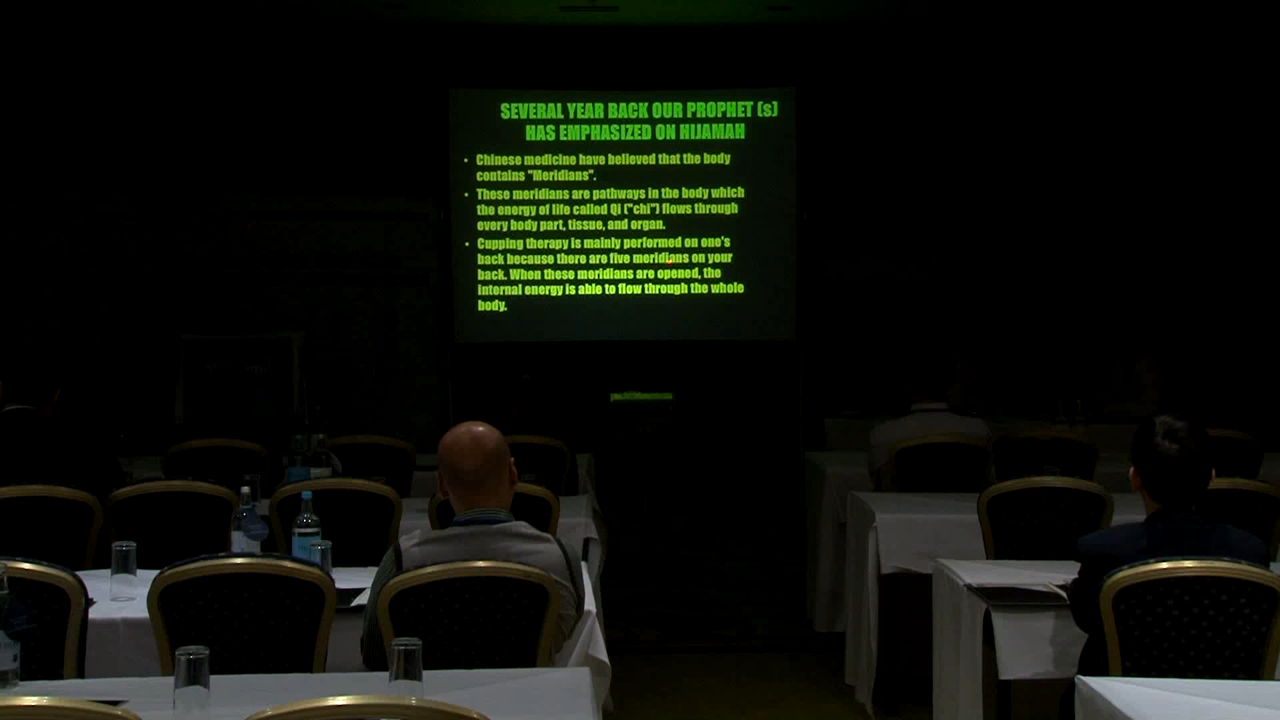 SEVERAL YEAR BACK OUR PROPHET (s)
HAS EMPHASIZED ON HIJAMAH
• Chinese medicine have believed that the body
contains "Meridians".
• These meridians are pathways in the body which
the energy of life called Qi ("chi") flows through
every body part, tissue, and organ.
• Cupping therapy is mainly performed on one's
back because there are five meridians on your
back. When these meridians are opened, the
internal energy is able to flow through the whole
body.